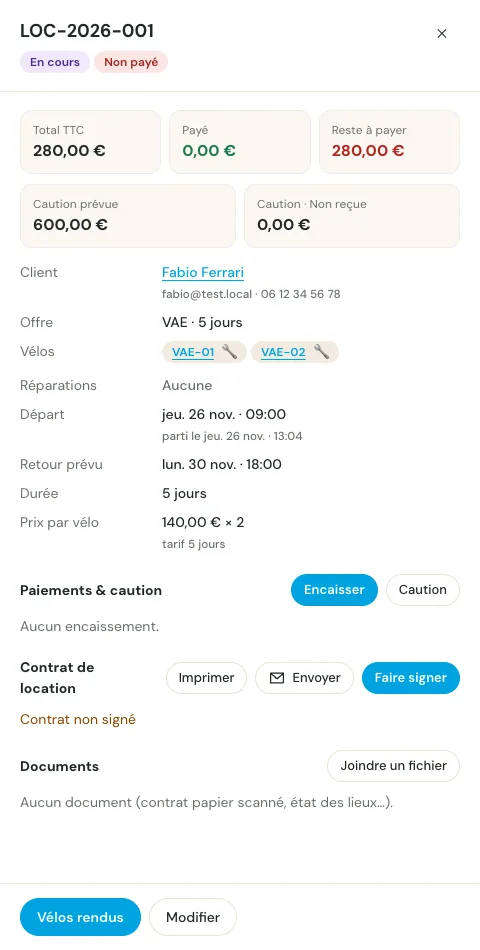 LOC-2026-001
En cours Non payé
Total TTC Payé Reste à payer
280,00 € 0,00 € 280,00 €
Caution prévue Caution · Non reçue
600,00 € 0,00 €
Client Fabio Ferrari
fabio@test.local · 06 12 34 56 78
Offre VAE · 5 jours
Vélos VAE-01 VAE-02
Réparations Aucune
Départ jeu. 26 nov. · 09:00
parti le jeu. 26 nov. · 13:04
Retour prévu lun. 30 nov. · 18:00
Durée 5 jours
Prix par vélo 140,00 € × 2
tarif 5 jours
Paiements & caution Encaisser Caution
Aucun encaissement.
Contrat de
location Imprimer Envoyer Faire signer
Contrat non signé
Documents Joindre un fichier
Aucun document (contrat papier scanné, état des lieux…).
Vélos rendus Modifier